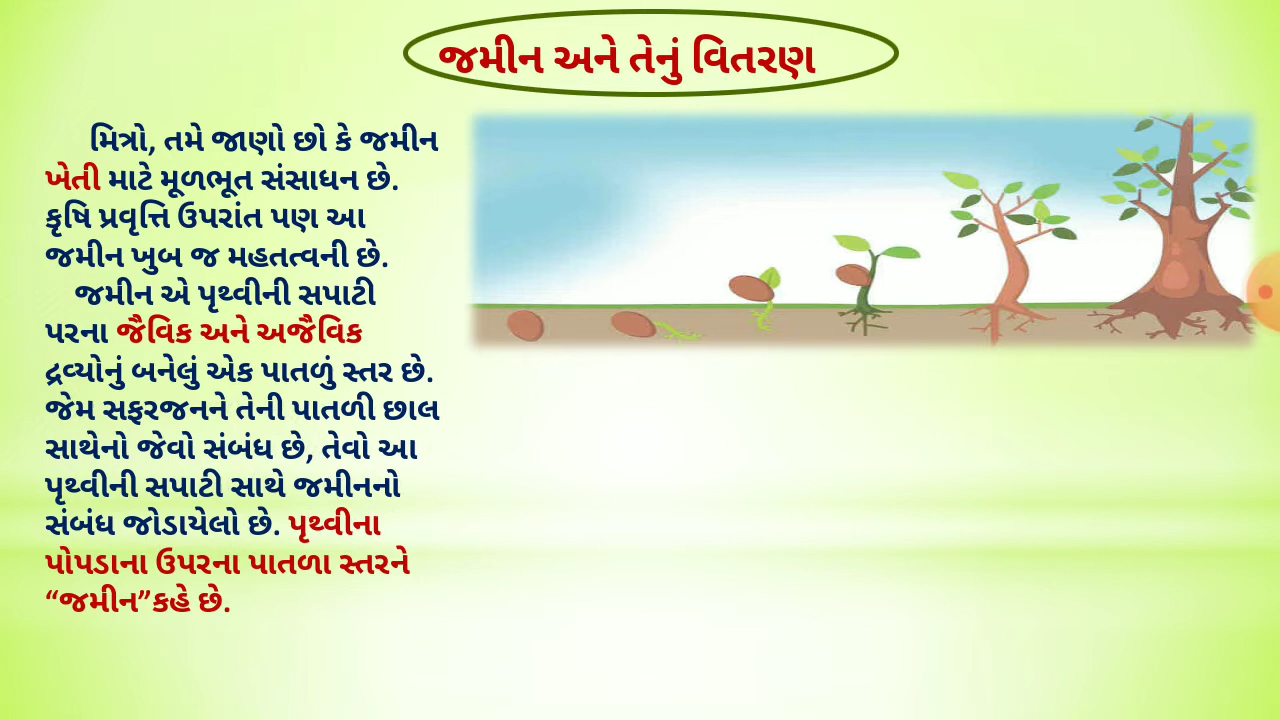 જમીન અને તેનું વિતરણ
મિત્રો, તમે જાણો છો કે જમીન
ખેતી માટે મૂળભૂત સંસાધન છે.
કૃષિ પ્રવૃત્તિ ઉપરાંત પણ આ
જમીન ખુબ જ મહતત્વની છે.
જમીન એ પૃથ્વીની સપાટી
પરના જૈવિક અને અજૈવિક
દ્રવ્યોનું બનેલું એક પાતળું સ્તર છે.
જેમ સફરજનને તેની પાતળી છાલ
સાથેનો જેવો સંબંધ છે, તેવો આ
પૃથ્વીની સપાટી સાથે જમીનનો
સંબંધ જોડાયેલો છે. પૃથ્વીના
પોપડાના ઉપરના પાતળા સ્તરને
“જમીન”કહે છે.